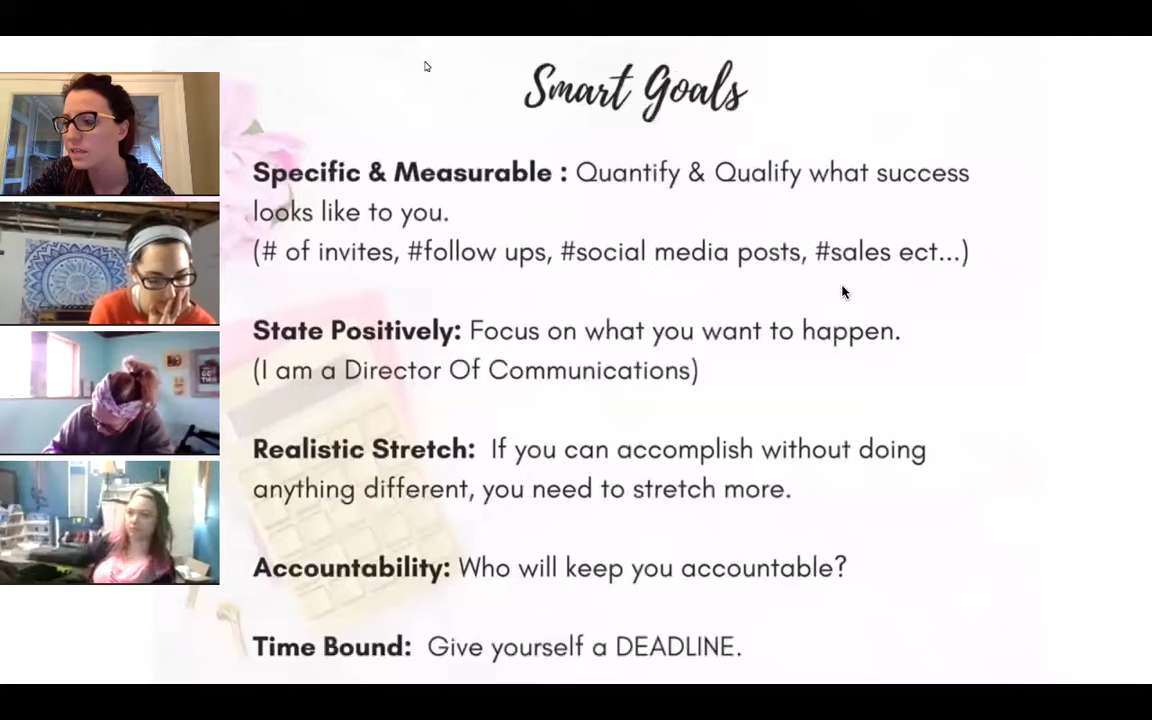 Smart Goals
Specific & Measurable : Quantify & Qualify what success
looks like to you.
(# of invites, #follow ups, #social media posts, #sales ect...)
State Positively: Focus on what you want to happen.
(I am a Director Of Communications)
Realistic Stretch: If you can accomplish without doing
anything different, you need to stretch more.
Accountability: Who will keep you accountable?
Time Bound: Give yourself a DEADLINE.